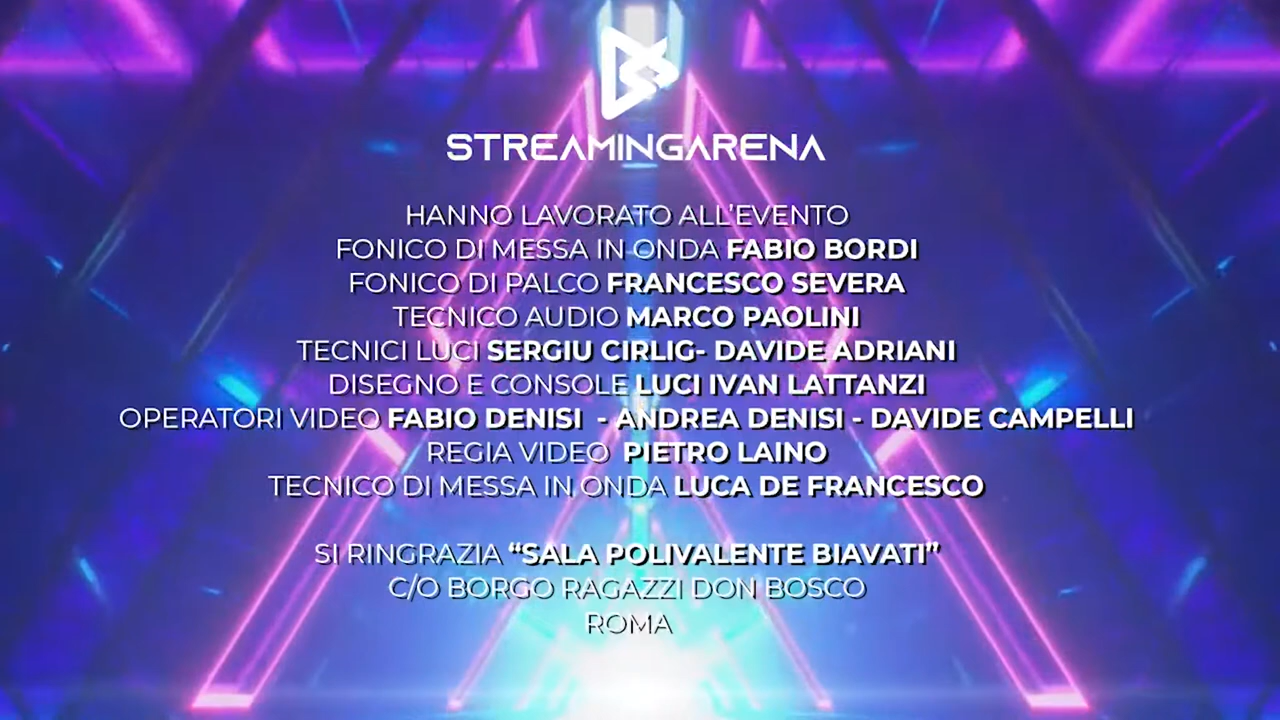 STREAMINGARENA
HANNO LAVORATO ALL'EVENTO
FONICO DI MESSA IN ONDA FABIO BORDI
FONICO DI PALCO FRANCESCO SEVERA
TECNICO AUDIO MARCO PAOLINI
TECNICI LUCI SERGIU CIRLIG- DAVIDE ADRIANI
DISEGNO E CONSOLE LUCI IVAN LATTANZI
OPERATORI VIDEO FABIO DENISI - ANDREA DENISI - DAVIDE CAMPELLI
REGIA VIDEO PIETRO LAINO
TECNICO DI MESSA IN ONDA LUCA DE FRANCESCO
SI RINGRAZIA “SALA POLIVALENTE BIAVATI”
C/O BORGO RAGAZZI DON BOSCO
ROMA